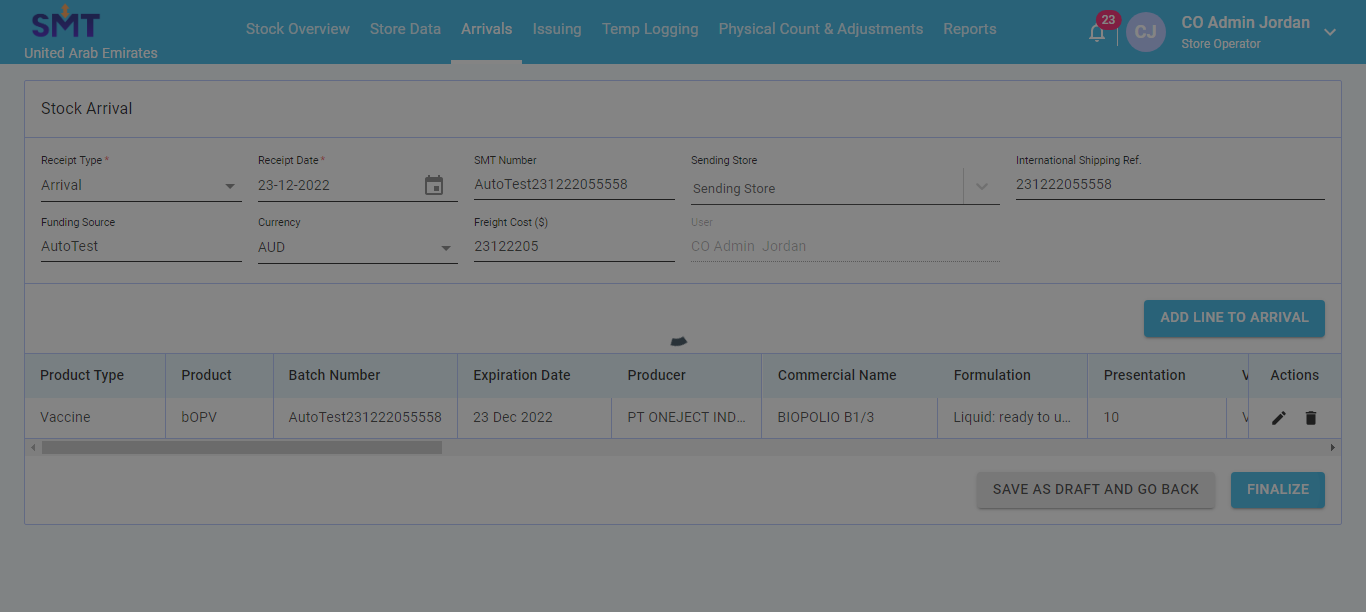 SMT
United Arab Emirates
Stock Overview Store Data Arrivals Issuing Temp Logging Physical Count & Adjustments Reports
23
CJ
CO Admin Jordan
Store Operator
Stock Arrival
Receipt Type * Receipt Date * SMT Number Sending Store International Shipping Ref.
Arrival 23-12-2022 AutoTest231222055558 Sending Store 231222055558
Funding Source Currency Freight Cost ($) User
AutoTest AUD 23122205 CO Admin Jordan
ADD LINE TO ARRIVAL
Product Type Product Batch Number Expiration Date Producer Commercial Name Formulation Presentation V Actions
Vaccine bOPV AutoTest231222055558 23 Dec 2022 PT ONEJECT IND... BIOPOLIO B1/3 Liquid: ready to u... 10 V
SAVE AS DRAFT AND GO BACK FINALIZE